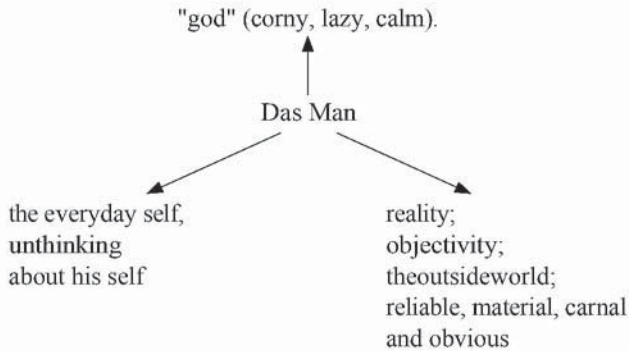 "god" (corny, lazy, calm).
Das Man
the everyday self,
unthinking
about his self
reality;
objectivity;
theoutsideworld;
reliable, material, carnal
and obvious